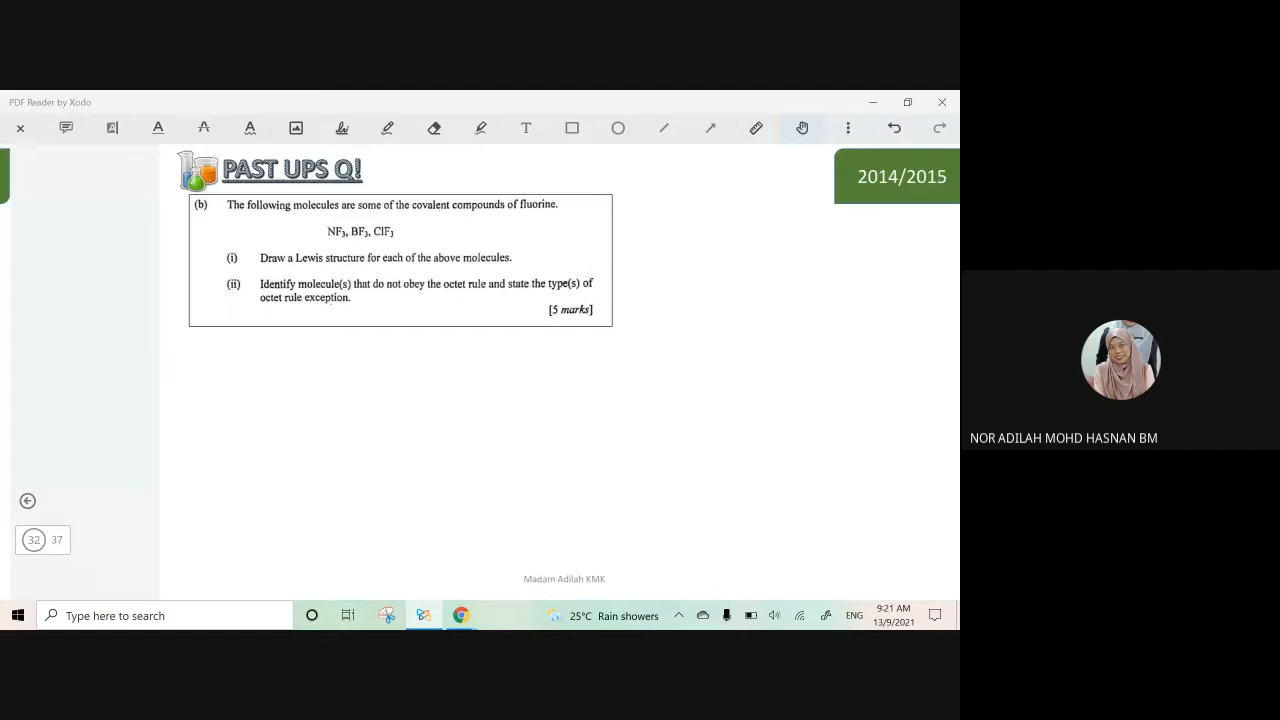 PDF Reader by Xodo
PAST UPS Q!
2014/2015
(b) The following molecules are some of the covalent compounds of fluorine.
NF₃, BF₃, ClF₃
(i) Draw a Lewis structure for each of the above molecules.
(ii) Identify molecule(s) that do not obey the octet rule and state the type(s) of
octet rule exception.
[5 marks]
NOR ADILAH MOHD HASNAN BM
32 37
Madam Adilah KMK
Type here to search
25°C Rain showers
ENG
9:21 AM
13/9/2021